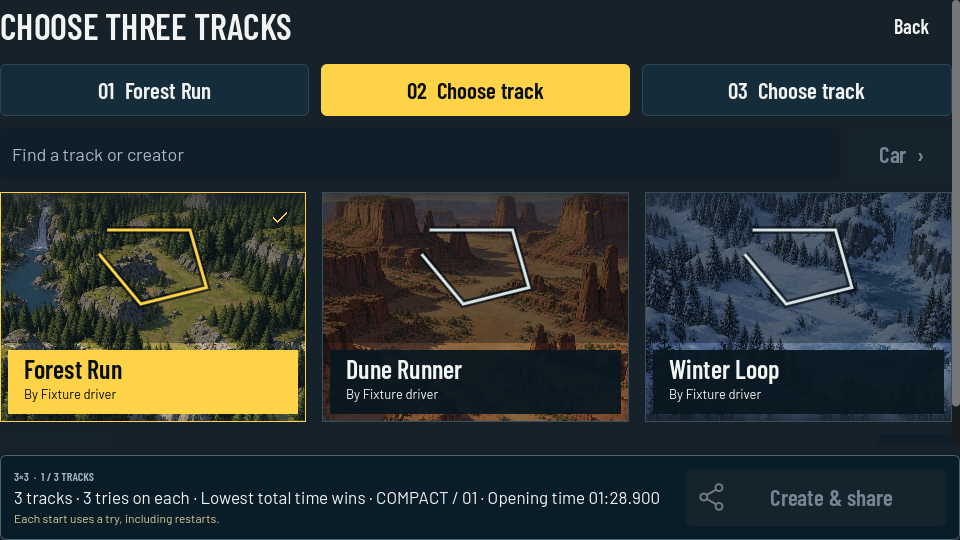 CHOOSE THREE TRACKS
Back
01 Forest Run
02 Choose track
03 Choose track
Find a track or creator
Car ›
Forest Run
By Fixture driver
Dune Runner
By Fixture driver
Winter Loop
By Fixture driver
3×3 · 1 / 3 TRACKS
3 tracks · 3 tries on each · Lowest total time wins · COMPACT / 01 · Opening time 01:28.900
Each start uses a try, including restarts.
Create & share